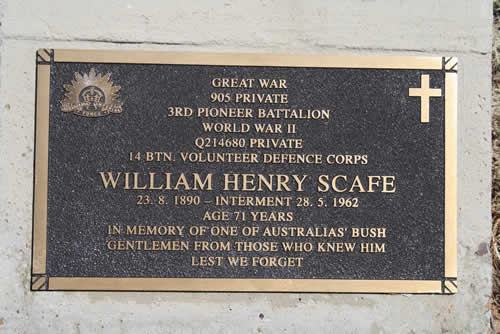 GREAT WAR
905 PRIVATE
3RD PIONEER BATTALION
WORLD WAR II
Q214680 PRIVATE
14 BTN. VOLUNTEER DEFENCE CORPS
WILLIAM HENRY SCAFE
23. 8. 1890 – INTERMENT 28. 5. 1962
AGE 71 YEARS
IN MEMORY OF ONE OF AUSTRALIAS' BUSH
GENTLEMEN FROM THOSE WHO KNEW HIM
LEST WE FORGET